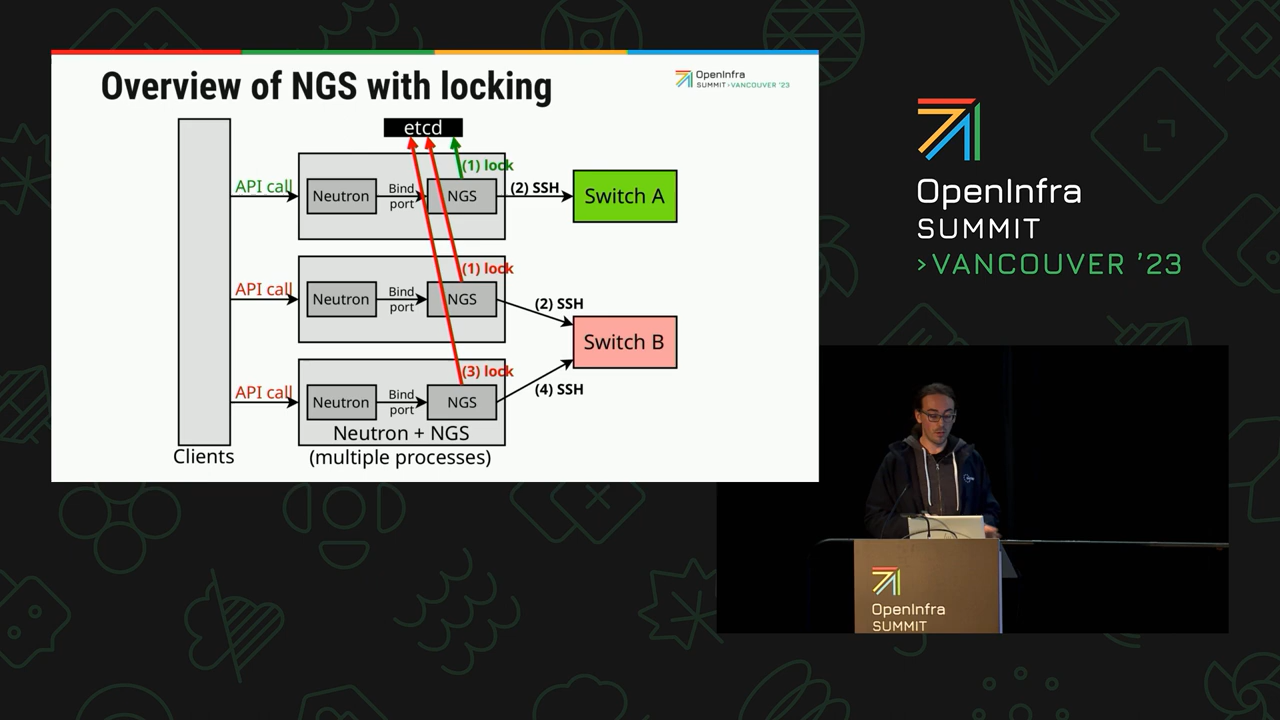 Overview of NGS with locking
OpenInfra
SUMMIT › VANCOUVER '23
etcd
(1) lock
API call
Neutron
Bind
port
NGS
(2) SSH
Switch A
(1) lock
API call
Neutron
Bind
port
NGS
(2) SSH
Switch B
(3) lock
API call
Neutron
Bind
port
NGS
(4) SSH
Neutron + NGS
(multiple processes)
Clients
OpenInfra
SUMMIT
›VANCOUVER '23
OpenInfra
SUMMIT